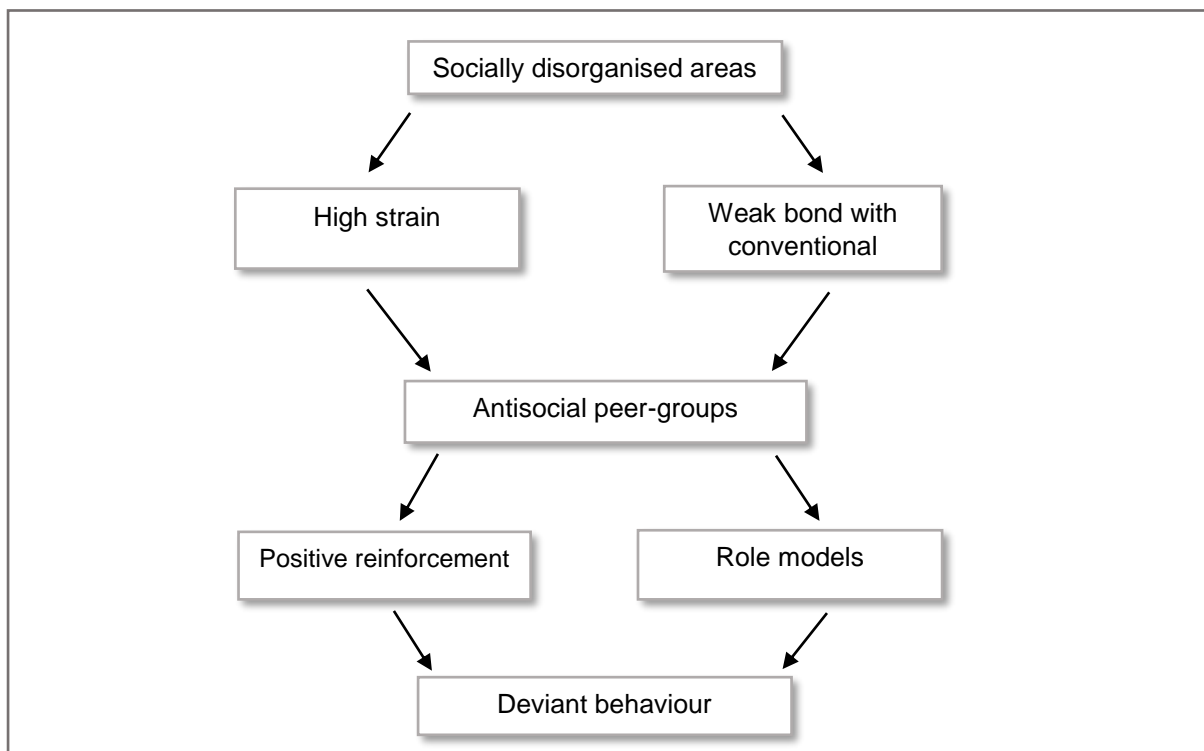 Socially disorganised areas
High strain
Weak bond with
conventional
Antisocial peer-groups
Positive reinforcement
Role models
Deviant behaviour